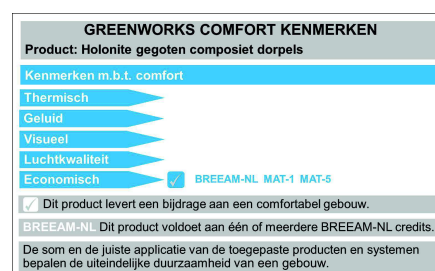 GREENWORKS COMFORT KENMERKEN
Product: Holonite gegoten composiet dorpels
Kenmerken m.b.t. comfort
Thermisch
Geluid
Visueel
Luchtkwaliteit
Economisch BREEAM-NL MAT-1 MAT-5
Dit product levert een bijdrage aan een comfortabel gebouw.
BREEAM-NL Dit product voldoet aan één of meerdere BREEAM-NL credits.
De som en de juiste applicatie van de toegepaste producten en systemen
bepalen de uiteindelijke duurzaamheid van een gebouw.